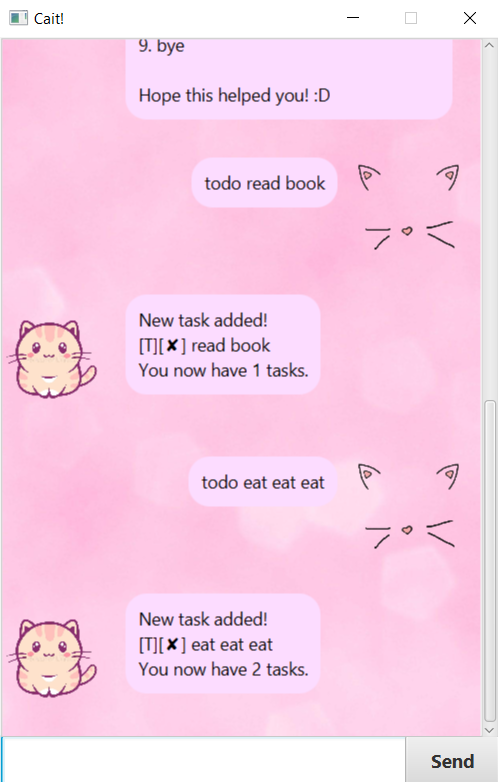 Cait!
9. bye
Hope this helped you! :D
todo read book
New task added!
[T][✘] read book
You now have 1 tasks.
todo eat eat eat
New task added!
[T][✘] eat eat eat
You now have 2 tasks.
Send